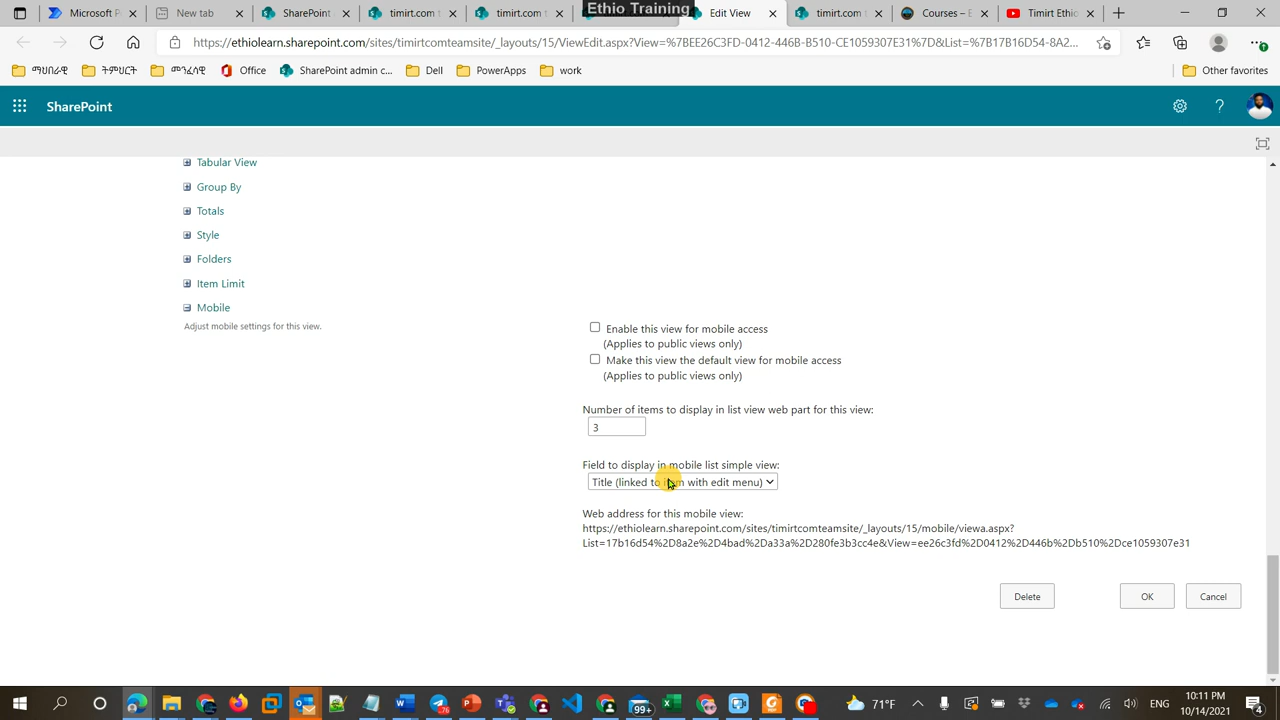 Ethio Training
Microsoft P
New tab
SharePoint
timirt.com t
timirt.com t
Edit View
timirt.com t
Courses – E
Timirt Ethio
https://ethiolearn.sharepoint.com/sites/timirtcomteamsite/_layouts/15/ViewEdit.aspx?View=%7BEE26C3FD-0412-446B-B510-CE1059307E31%7D&List=%7B17B16D54-8A2...
ማህበራዊ
ትምህርት
መንፈሳዊ
Office
SharePoint admin c...
Dell
PowerApps
work
Other favorites
SharePoint
Tabular View
Group By
Totals
Style
Folders
Item Limit
Mobile
Adjust mobile settings for this view.
Enable this view for mobile access
(Applies to public views only)
Make this view the default view for mobile access
(Applies to public views only)
Number of items to display in list view web part for this view:
3
Field to display in mobile list simple view:
Title (linked to item with edit menu)
Web address for this mobile view:
https://ethiolearn.sharepoint.com/sites/timirtcomteamsite/_layouts/15/mobile/viewa.aspx?
List=17b16d54%2D8a2e%2D4bad%2Da33a%2D280fe3b3cc4e&View=ee26c3fd%2D0412%2D446b%2Db510%2Dce1059307e31
Delete
OK
Cancel
76
99+
71°F
ENG
10:11 PM
10/14/2021
4